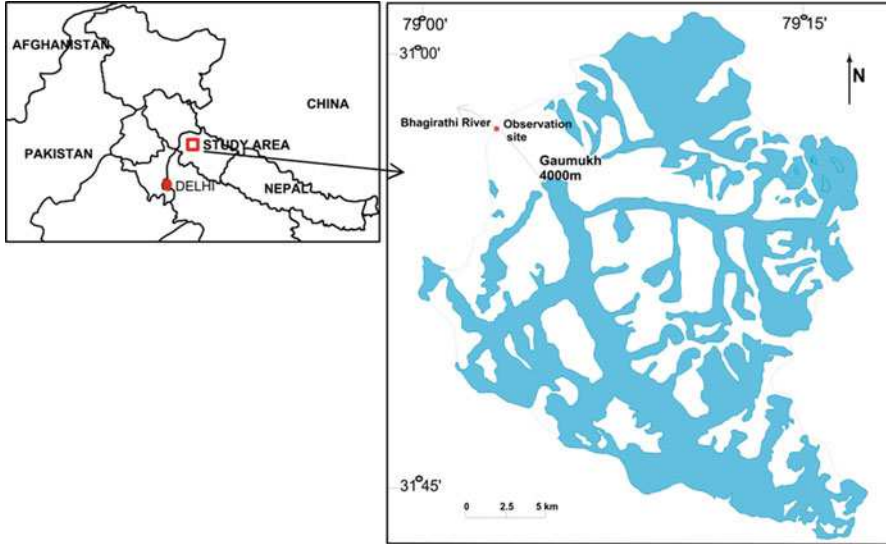 AFGHANISTAN
CHINA
PAKISTAN
STUDY AREA
DELHI
NEPAL
79°00'
79°15'
31°00'
N
Bhagirathi River
Observation
site
Gaumukh
4000m
31°45'
0 2.5 5 km